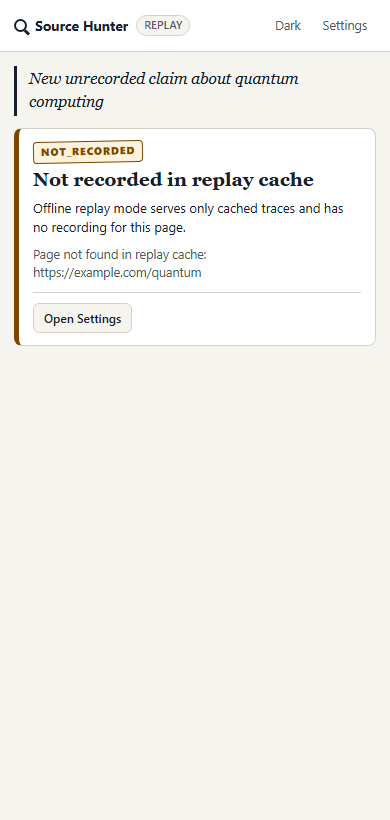 Source Hunter REPLAY Dark Settings
New unrecorded claim about quantum
computing
NOT_RECORDED
Not recorded in replay cache
Offline replay mode serves only cached traces and has
no recording for this page.
Page not found in replay cache:
https://example.com/quantum
Open Settings